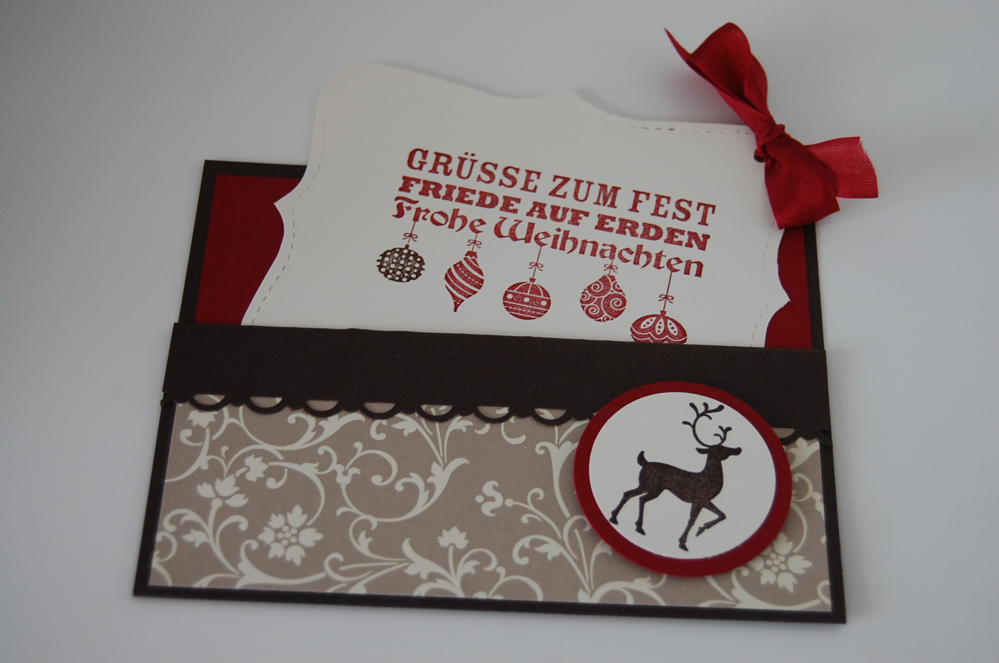 GRÜSSE ZUM FEST
FRIEDE AUF ERDEN
Frohe Weihnachten